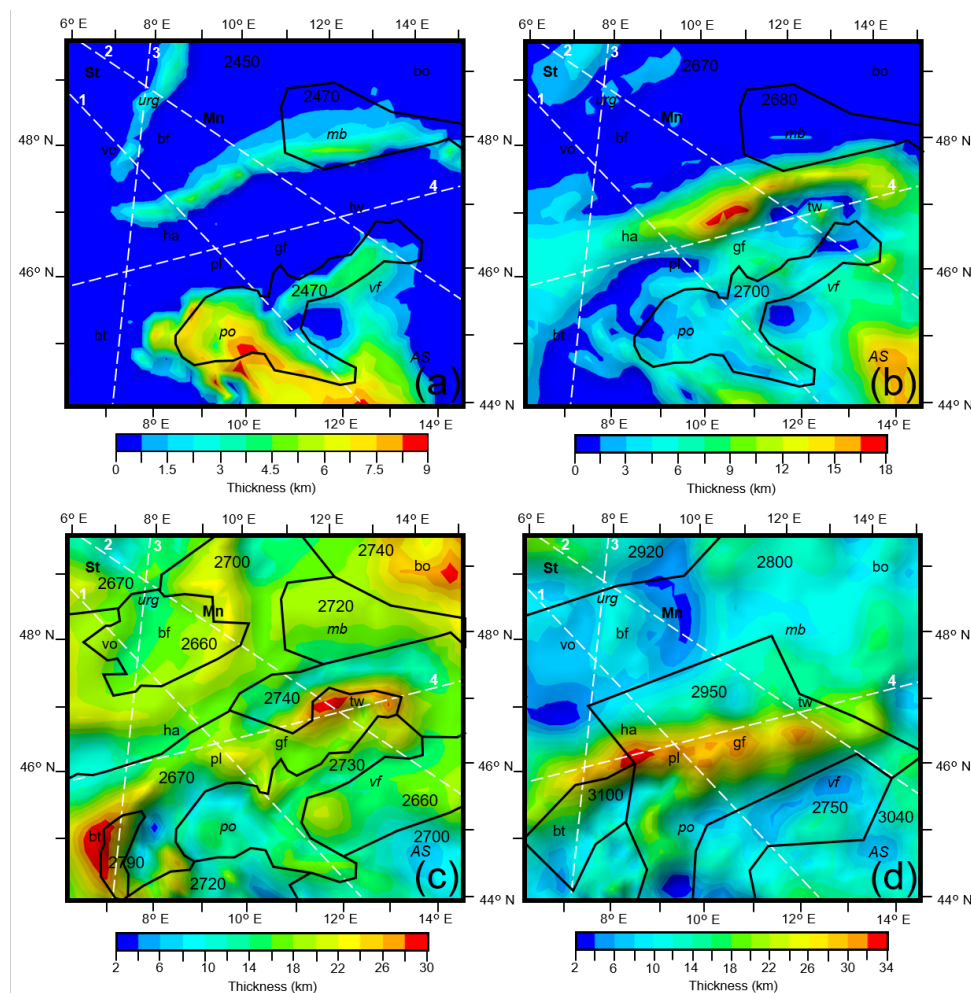 6º E 8º E 10º E 12º E 14º E
6º E 8º E 10º E 12º E 14º E
2 3
2450
2670
St bo
St bo
2470
2680
1 urg
1 urg
Mn
Mn
48º N
mb
48º N
mb
vo bf
vo bf
4
4
tw
tw
ha
ha
gf
gf
46º N
pl
46º N
pl
2470
2700
vf
vf
po
po
bt
bt
AS
AS
(a)
(b)
44º N
44º N
8º E 10º E 12º E 14º E
8º E 10º E 12º E 14º E
0 1.5 3 4.5 6 7.5 9
0 3 6 9 12 15 18
Thickness (km)
Thickness (km)
6º E 8º E 10º E 12º E 14º E
6º E 8º E 10º E 12º E 14º E
2 3
2 3
2740
2920
2700
2800
St bo
St bo
2670
1 urg
1 urg
2720
Mn
Mn
48º N
bf mb
48º N
bf mb
vo 2660
vo
4
4
2740
2950
tw
tw
ha
ha
gf
gf
46º N
pl
46º N
pl
2670
2730
3100
vf
vf
2660
2750
po
po
bt
bt
2700
3040
AS
AS
2790
2720
(c)
(d)
44º N
44º N
8º E 10º E 12º E 14º E
8º E 10º E 12º E 14º E
2 6 10 14 18 22 26 30
2 6 10 14 18 22 26 30 34
Thickness (km)
Thickness (km)